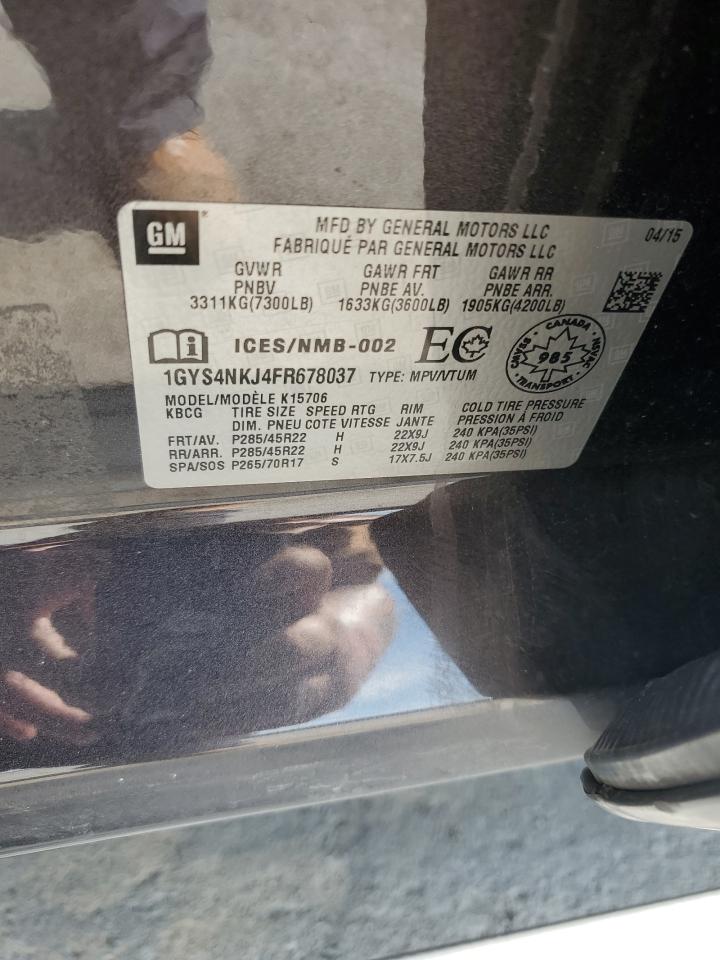 GM
MFD BY GENERAL MOTORS LLC
04/15
FABRIQUÉ PAR GENERAL MOTORS LLC
GVWR GAWR FRT GAWR RR
PNBV PNBE AV. PNBE ARR.
3311KG(7300LB) 1633KG(3600LB) 1905KG(4200LB)
ICES/NMB-002 EC
CANADA
CMVSS 985 NSVAC
TRANSPORT
1GYS4NKJ4FR678037 TYPE: MPV/VTUM
MODEL/MODÈLE K15706
KBCG TIRE SIZE SPEED RTG RIM COLD TIRE PRESSURE
DIM. PNEU COTE VITESSE JANTE PRESSION À FROID
FRT/AV. P285/45R22 H 22X9J 240 KPA(35PSI)
RR/ARR. P285/45R22 H 22X9J 240 KPA(35PSI)
SPA/SOS P265/70R17 S 17X7.5J 240 KPA(35PSI)